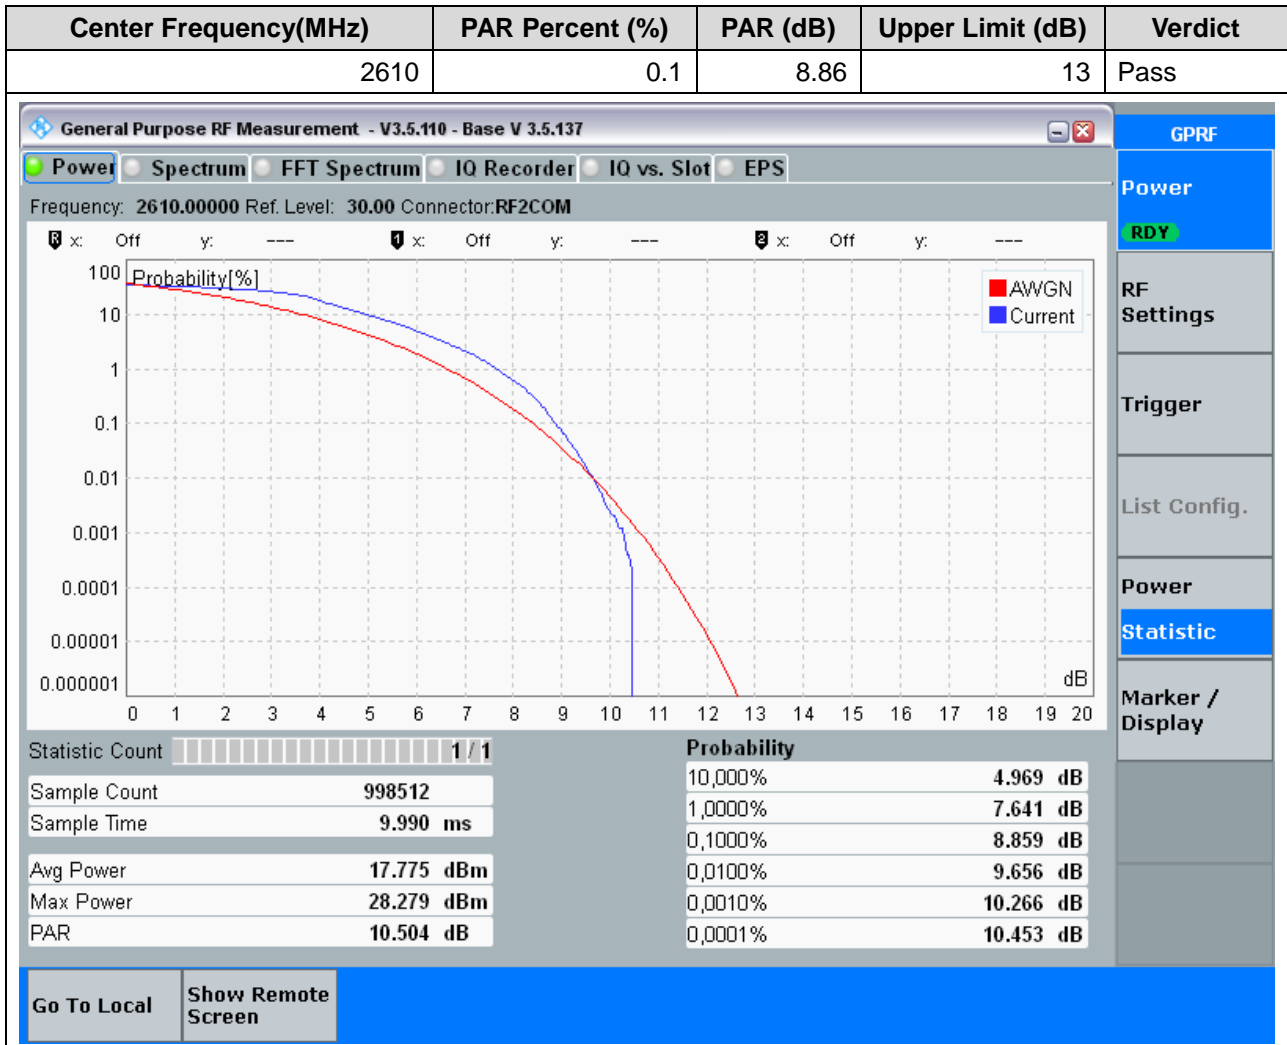 Center Frequency(MHz) PAR Percent (%) PAR (dB) Upper Limit (dB) Verdict
2610 0.1 8.86 13 Pass
General Purpose RF Measurement - V3.5.110 - Base V 3.5.137
GPRF
Power Spectrum FFT Spectrum IQ Recorder IQ vs. Slot EPS
Power
RDY
Frequency: 2610.00000 Ref. Level: 30.00 Connector:RF2COM
R x: Off y: --- 1 x: Off y: --- 2 x: Off y: ---
Probability[%]
AWGN
Current
100
10
1
0.1
0.01
0.001
0.0001
0.00001
0.000001
dB
0 1 2 3 4 5 6 7 8 9 10 11 12 13 14 15 16 17 18 19 20
RF
Settings
Trigger
List Config.
Power
Statistic
Marker /
Display
Statistic Count 1 / 1
Sample Count 998512
Sample Time 9.990 ms
Avg Power 17.775 dBm
Max Power 28.279 dBm
PAR 10.504 dB
Probability
10,000% 4.969 dB
1,0000% 7.641 dB
0,1000% 8.859 dB
0,0100% 9.656 dB
0,0010% 10.266 dB
0,0001% 10.453 dB
Go To Local
Show Remote
Screen